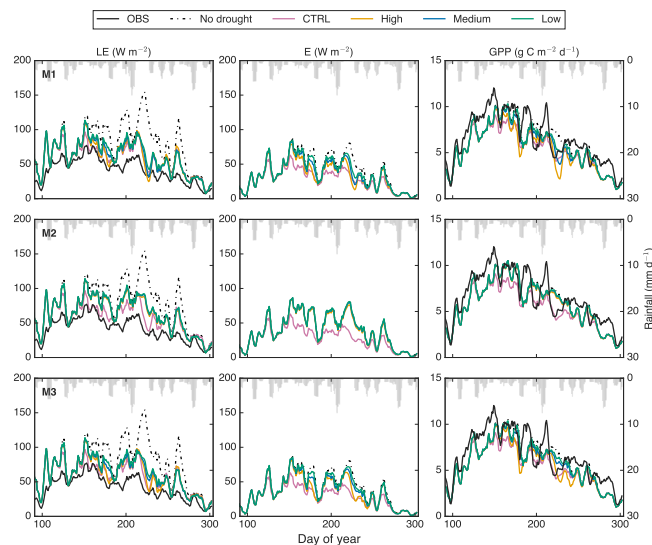 OBS No drought CTRL High Medium Low
LE (W m⁻²) E (W m⁻²) GPP (g C m⁻² d⁻¹)
200 200 15 0
M1
150 150
10 10
100 100
5 20
50 50
0 0 0 30
200 200 15 0
M2
150 150
10 10
100 100
5 20
50 50
0 0 0 30
200 200 15 0
M3
150 150
10 10
100 100
5 20
50 50
0 0 0 30
Rainfall (mm d⁻¹)
100 200 300 100 200 300 100 200 300
Day of year